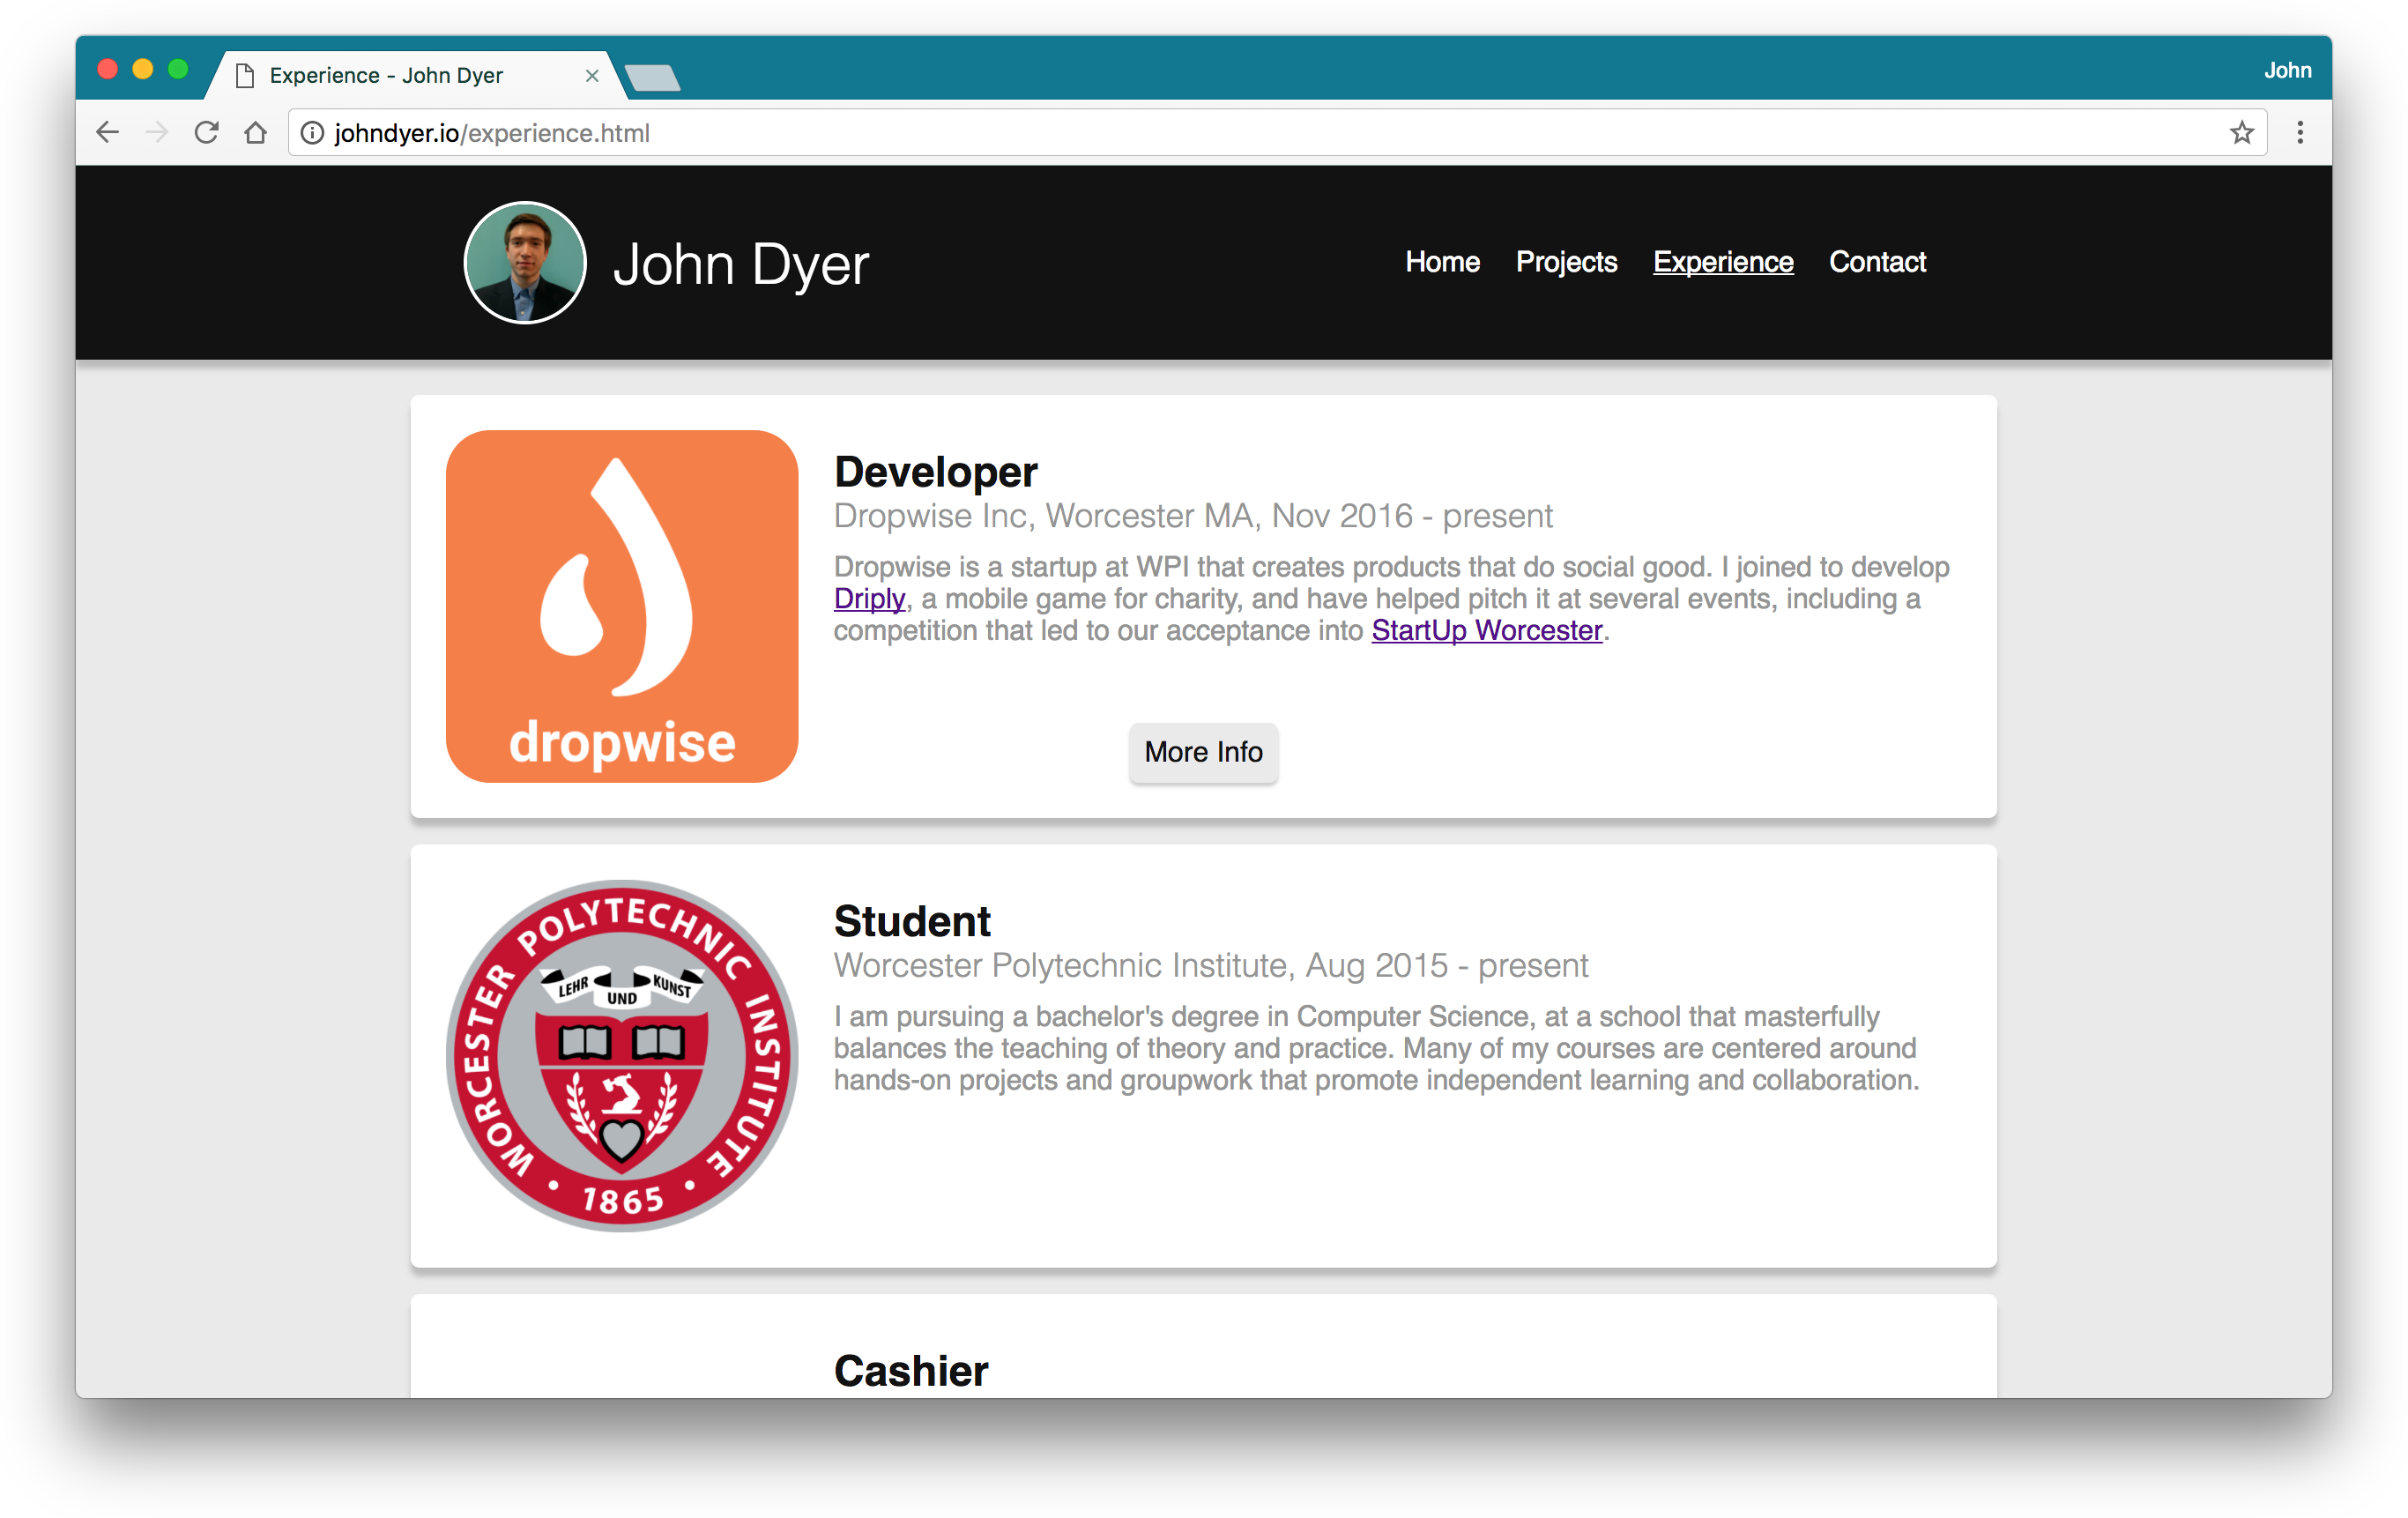 Experience - John Dyer
John
johndyer.io/experience.html
John Dyer
Home Projects Experience Contact
dropwise
Developer
Dropwise Inc, Worcester MA, Nov 2016 - present
Dropwise is a startup at WPI that creates products that do social good. I joined to develop
Driply, a mobile game for charity, and have helped pitch it at several events, including a
competition that led to our acceptance into StartUp Worcester.
More Info
WORCESTER POLYTECHNIC INSTITUTE
LEHR UND KUNST
• 1865 •
Student
Worcester Polytechnic Institute, Aug 2015 - present
I am pursuing a bachelor's degree in Computer Science, at a school that masterfully
balances the teaching of theory and practice. Many of my courses are centered around
hands-on projects and groupwork that promote independent learning and collaboration.
Cashier